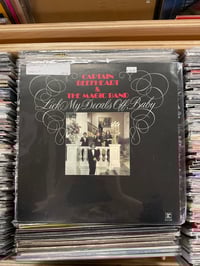 CAPTAIN
BEEFHEART
&
THE MAGIC BAND
Lick My Decals Off, Baby